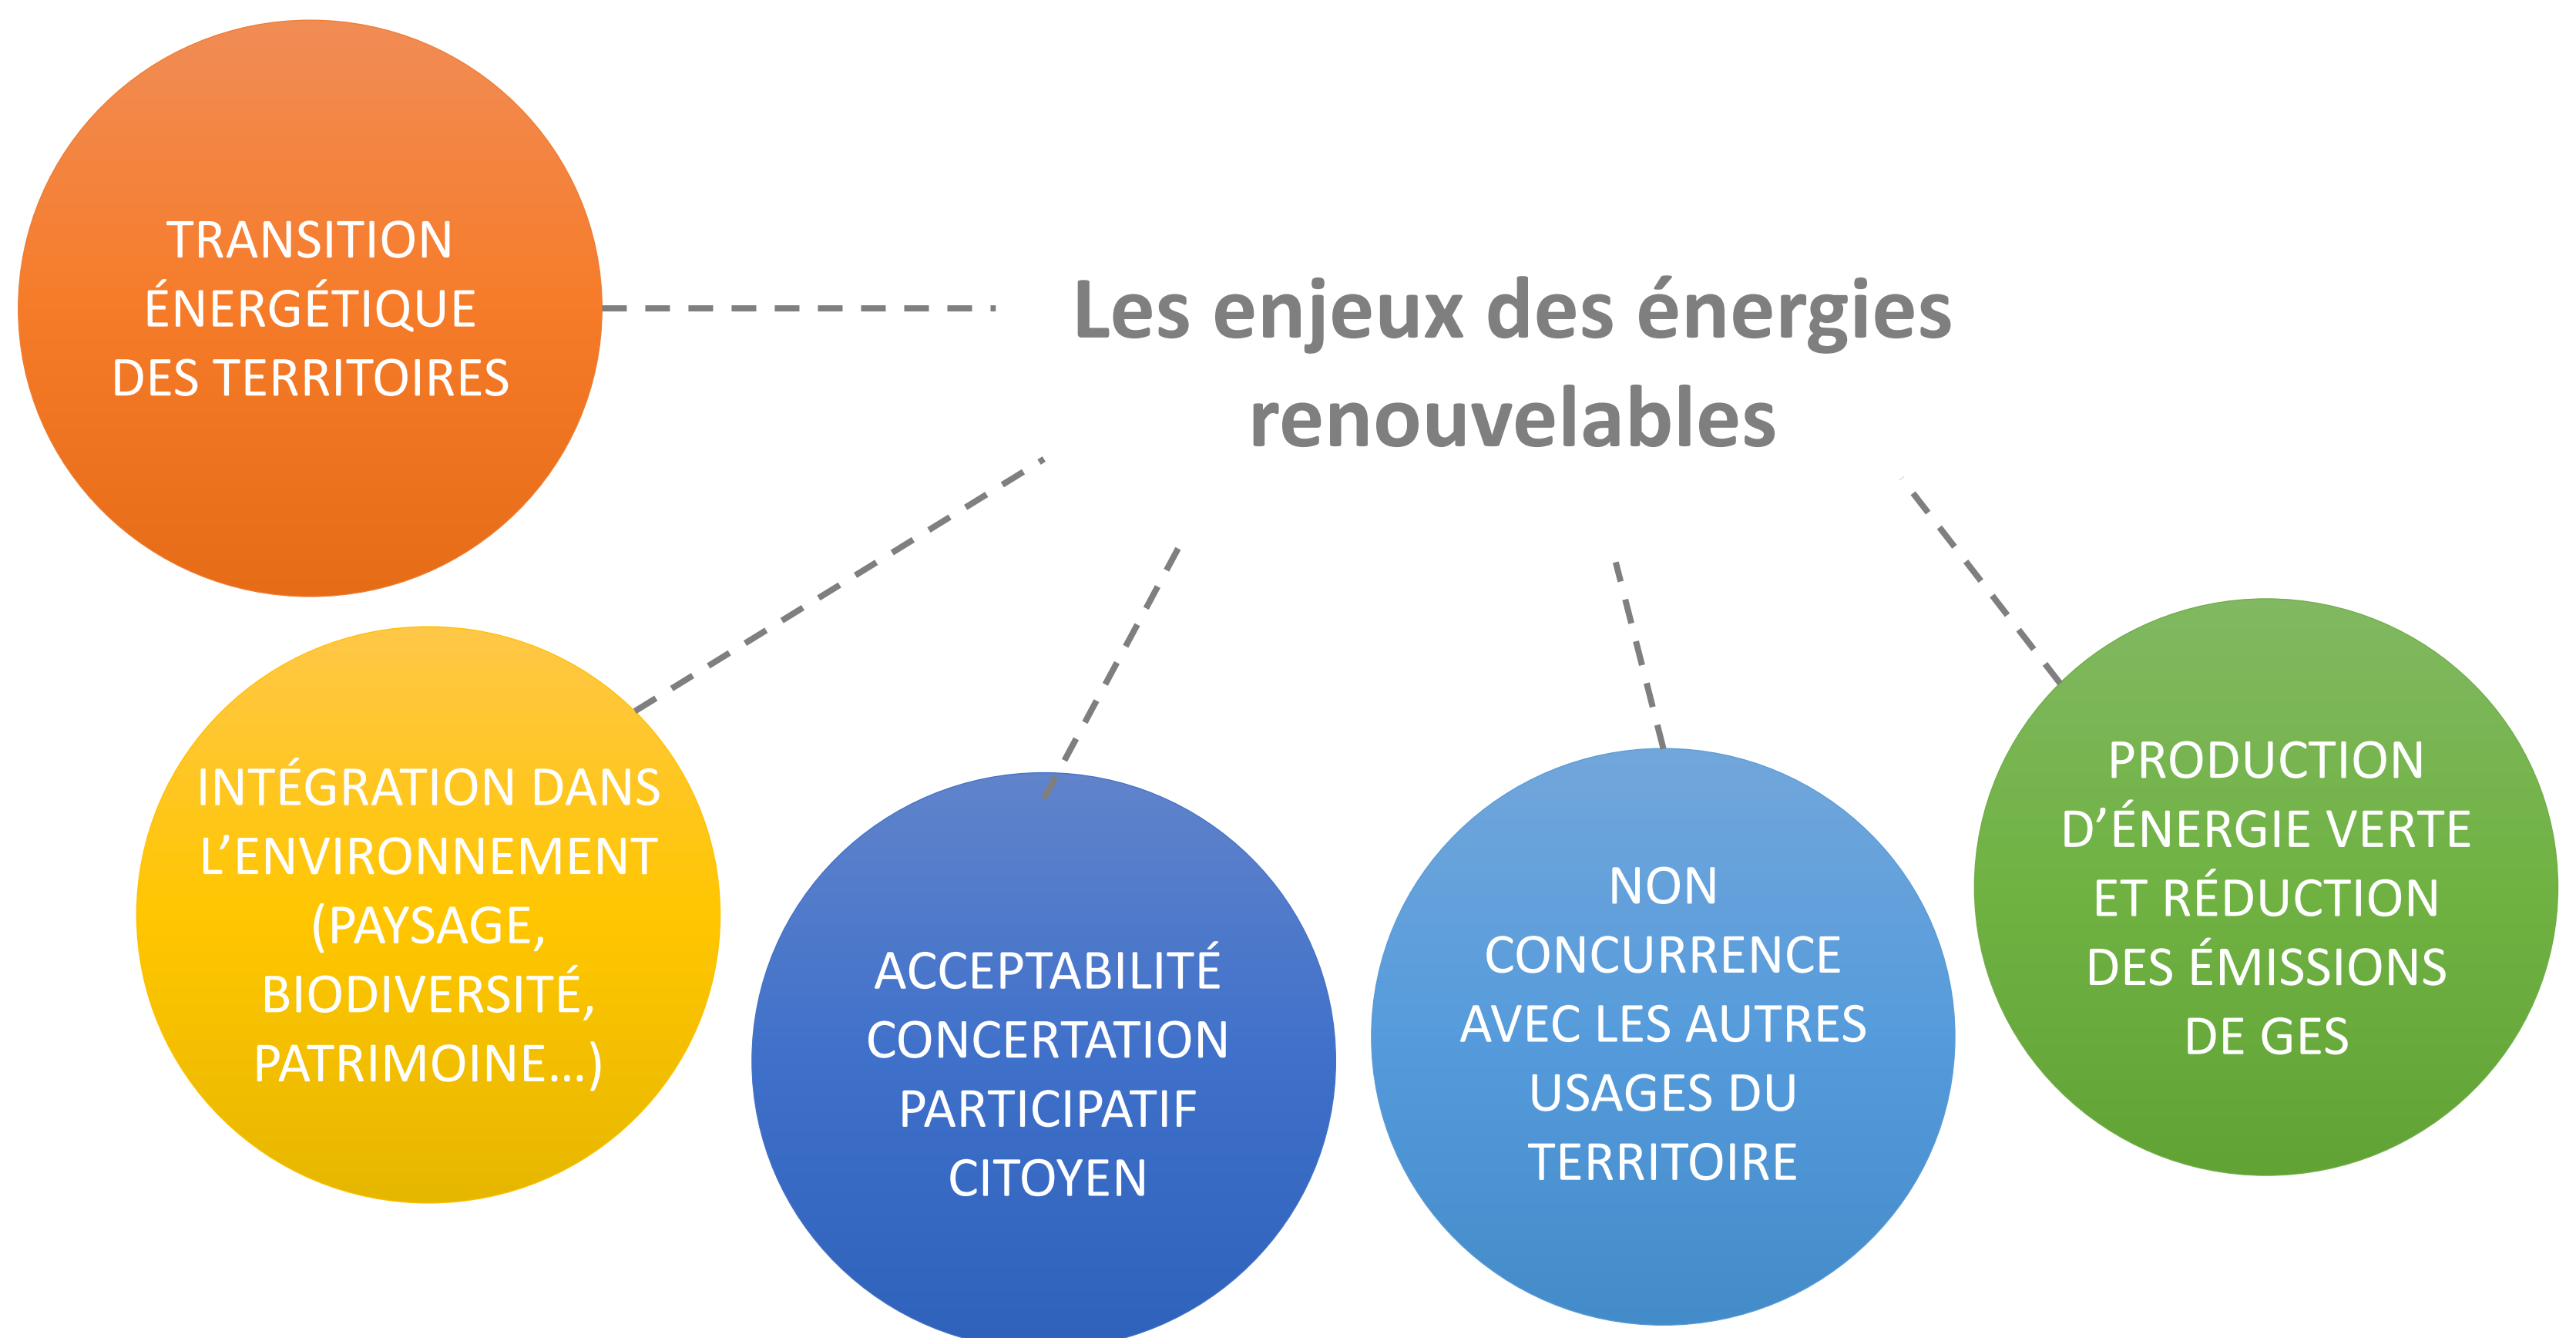 Les enjeux des énergies
renouvelables
TRANSITION
ÉNERGÉTIQUE
DES TERRITOIRES
INTÉGRATION DANS
L’ENVIRONNEMENT
(PAYSAGE,
BIODIVERSITÉ,
PATRIMOINE…)
ACCEPTABILITÉ
CONCERTATION
PARTICIPATIF
CITOYEN
NON
CONCURRENCE
AVEC LES AUTRES
USAGES DU
TERRITOIRE
PRODUCTION
D’ÉNERGIE VERTE
ET RÉDUCTION
DES ÉMISSIONS
DE GES